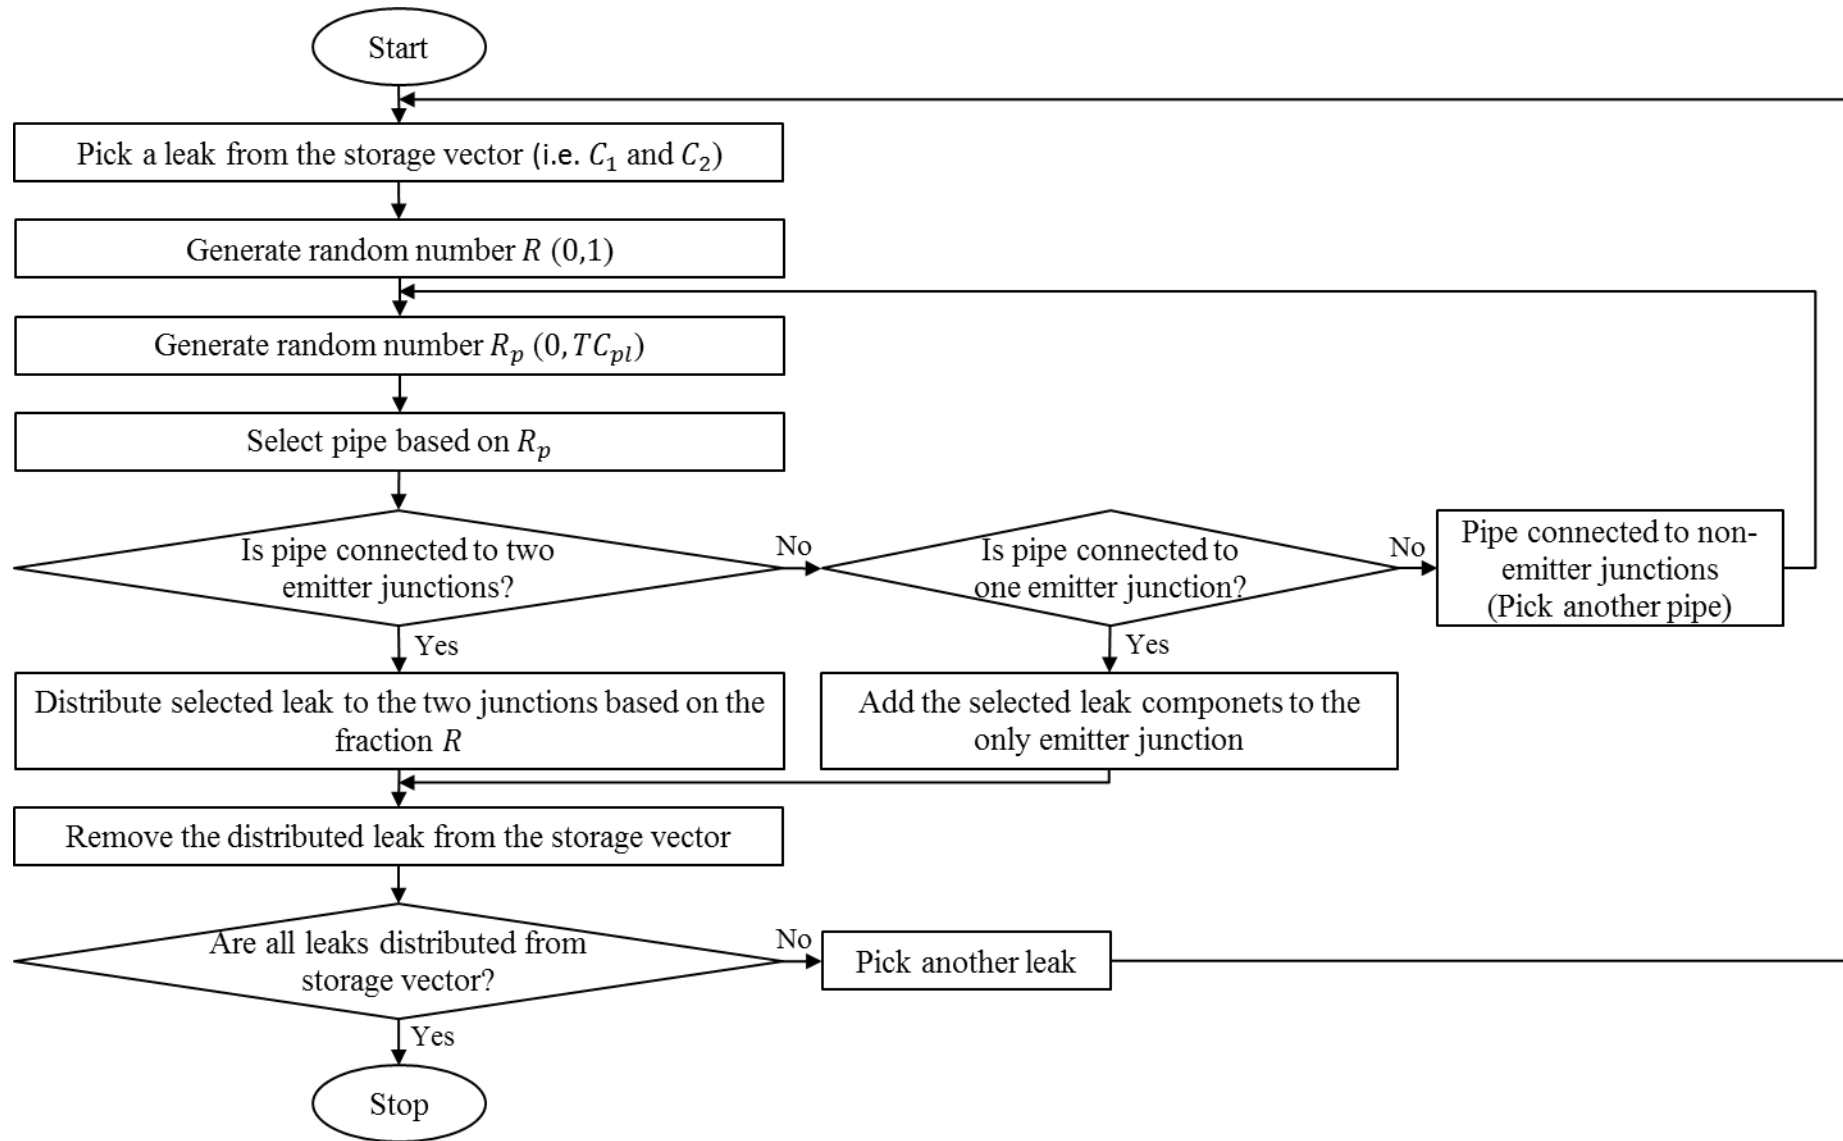 Start
Pick a leak from the storage vector (i.e. C₁ and C₂)
Generate random number R (0,1)
Generate random number Rₚ (0, TCₚₗ)
Select pipe based on Rₚ
Is pipe connected to two
emitter junctions?
No
Is pipe connected to
one emitter junction?
No
Pipe connected to non-
emitter junctions
(Pick another pipe)
Yes
Yes
Distribute selected leak to the two junctions based on the
fraction R
Add the selected leak componets to the
only emitter junction
Remove the distributed leak from the storage vector
Are all leaks distributed from
storage vector?
No
Pick another leak
Yes
Stop